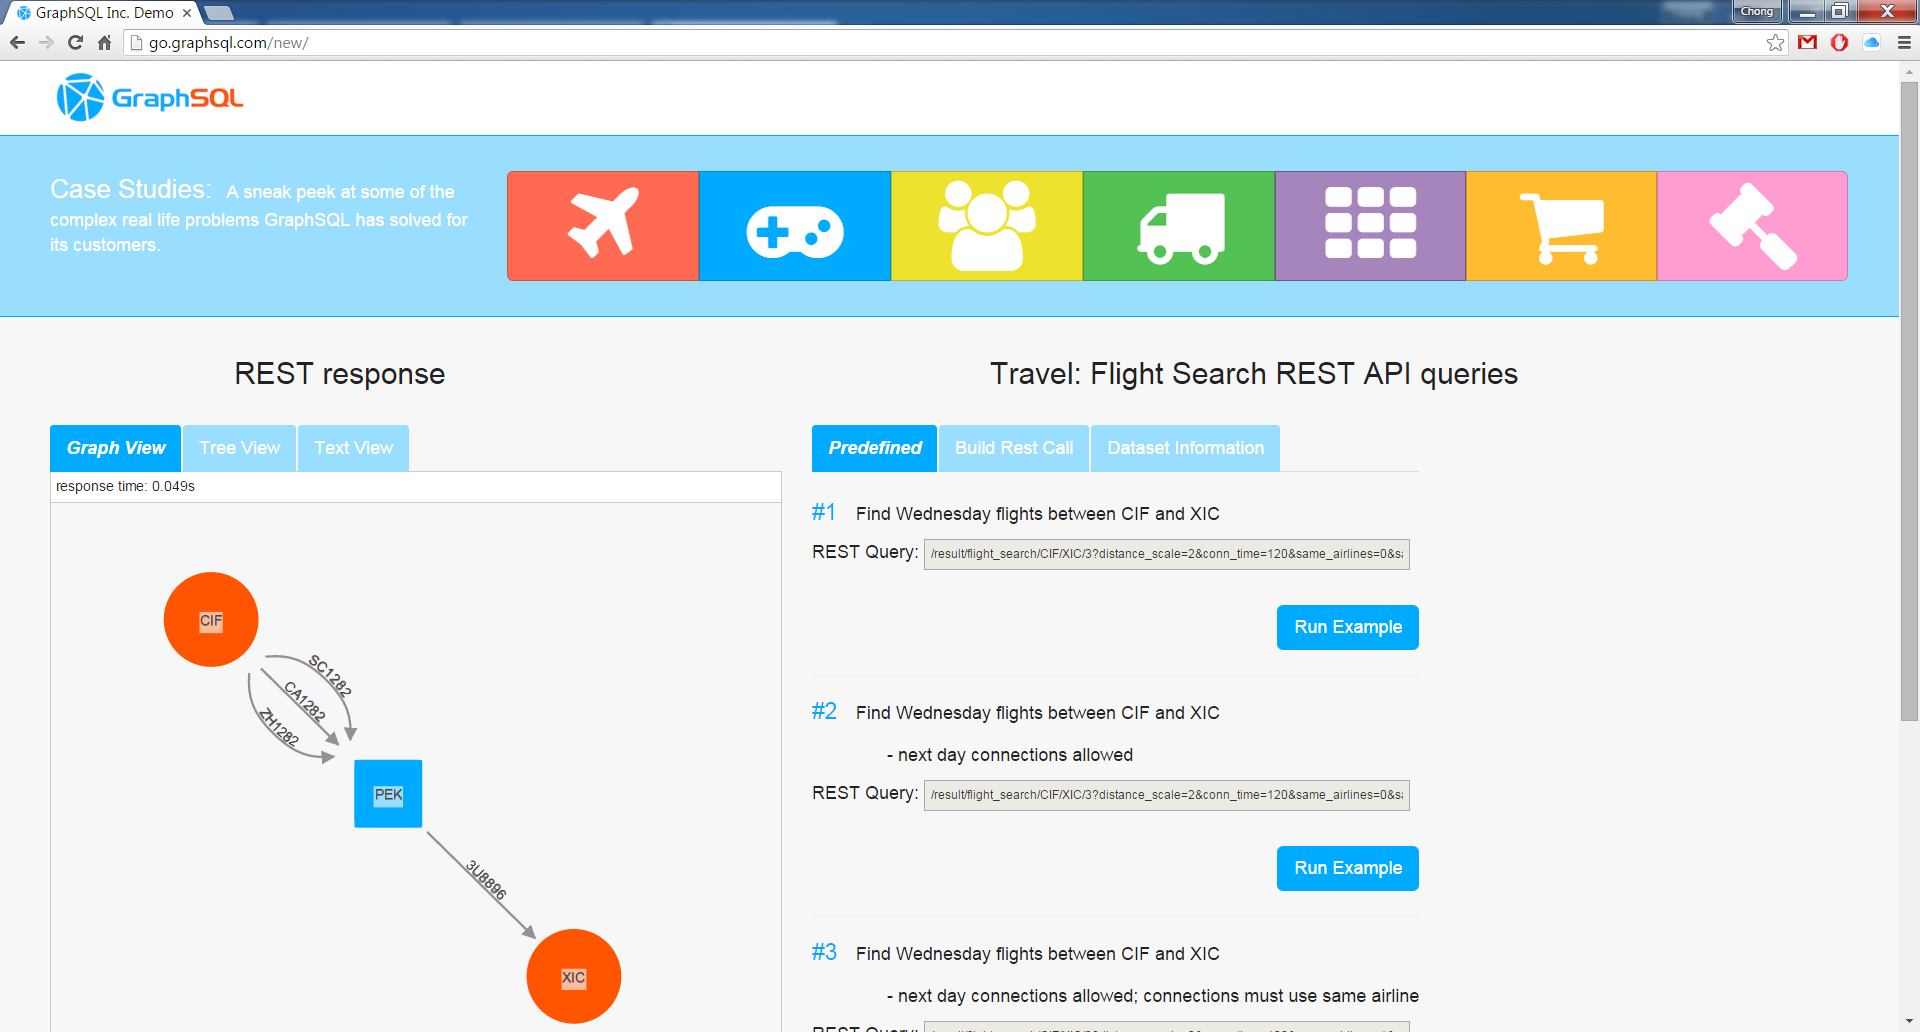 GraphSQL Inc. Demo
Chong
go.graphsql.com/new/
GraphSQL
Case Studies: A sneak peek at some of the
complex real life problems GraphSQL has solved for
its customers.
REST response
Graph View
Tree View
Text View
response time: 0.049s
CIF
SC1282
CA1282
ZH1282
PEK
3U8896
XIC
Travel: Flight Search REST API queries
Predefined
Build Rest Call
Dataset Information
#1 Find Wednesday flights between CIF and XIC
REST Query: /result/flight_search/CIF/XIC/3?distance_scale=2&conn_time=120&same_airlines=0&sa
Run Example
#2 Find Wednesday flights between CIF and XIC
- next day connections allowed
REST Query: /result/flight_search/CIF/XIC/3?distance_scale=2&conn_time=120&same_airlines=0&sa
Run Example
#3 Find Wednesday flights between CIF and XIC
- next day connections allowed; connections must use same airline
REST Query: